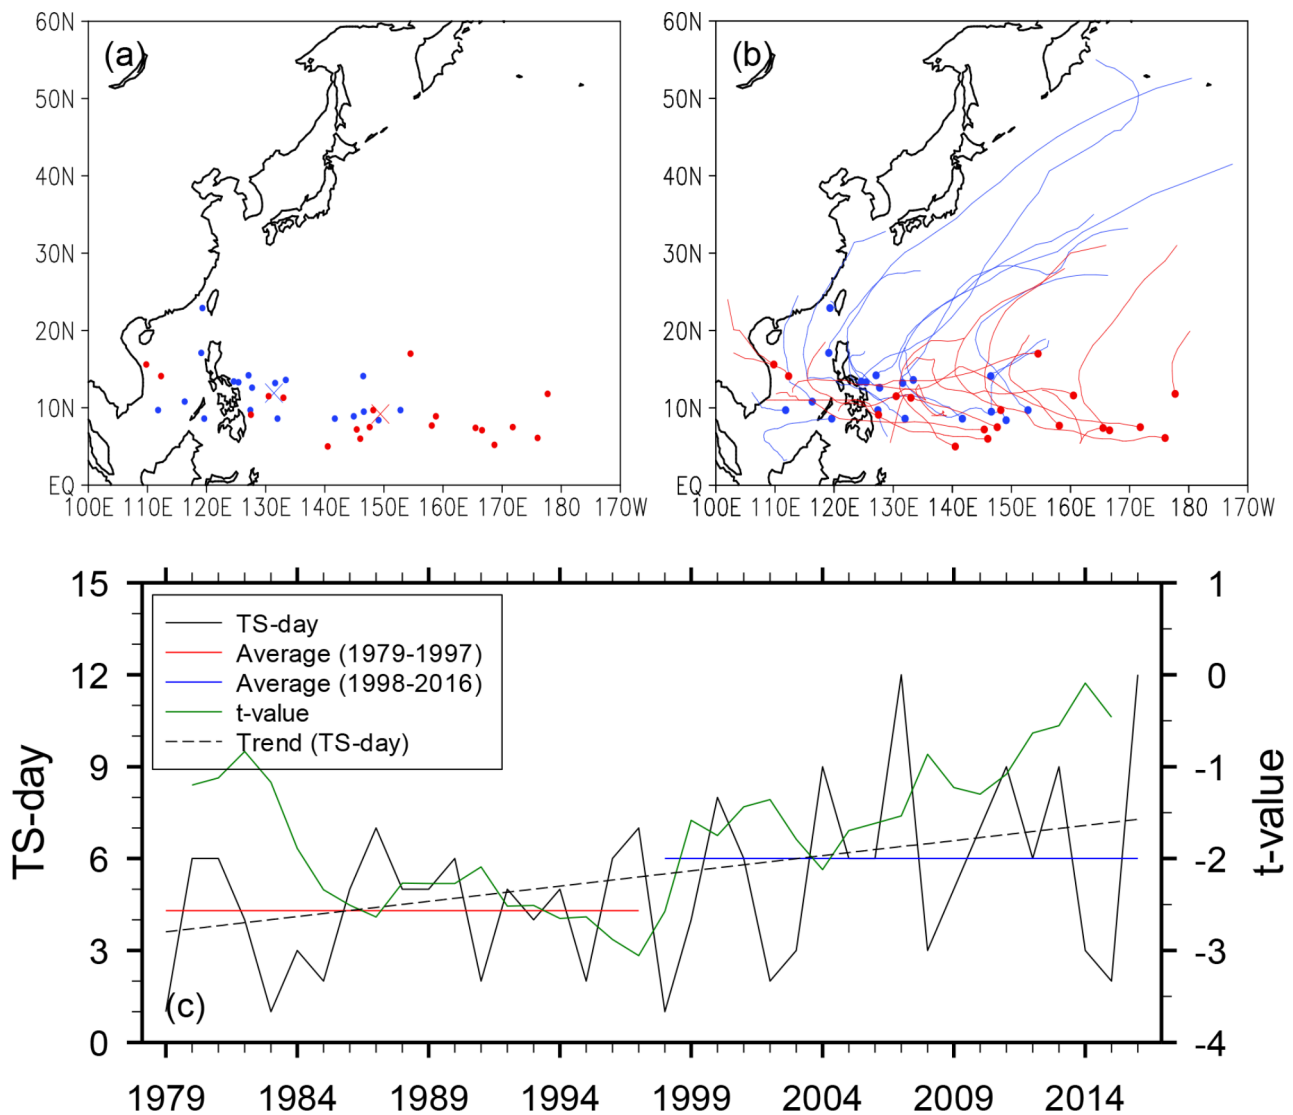 (a)
60N
50N
40N
30N
20N
10N
EQ
100E 110E 120E 130E 140E 150E 160E 170E 180 170W
(b)
60N
50N
40N
30N
20N
10N
EQ
100E 110E 120E 130E 140E 150E 160E 170E 180 170W
TS-day
Average (1979-1997)
Average (1998-2016)
t-value
Trend (TS-day)
15
12
9
6
3
0
TS-day
1
0
-1
-2
-3
-4
t-value
(c)
1979 1984 1989 1994 1999 2004 2009 2014